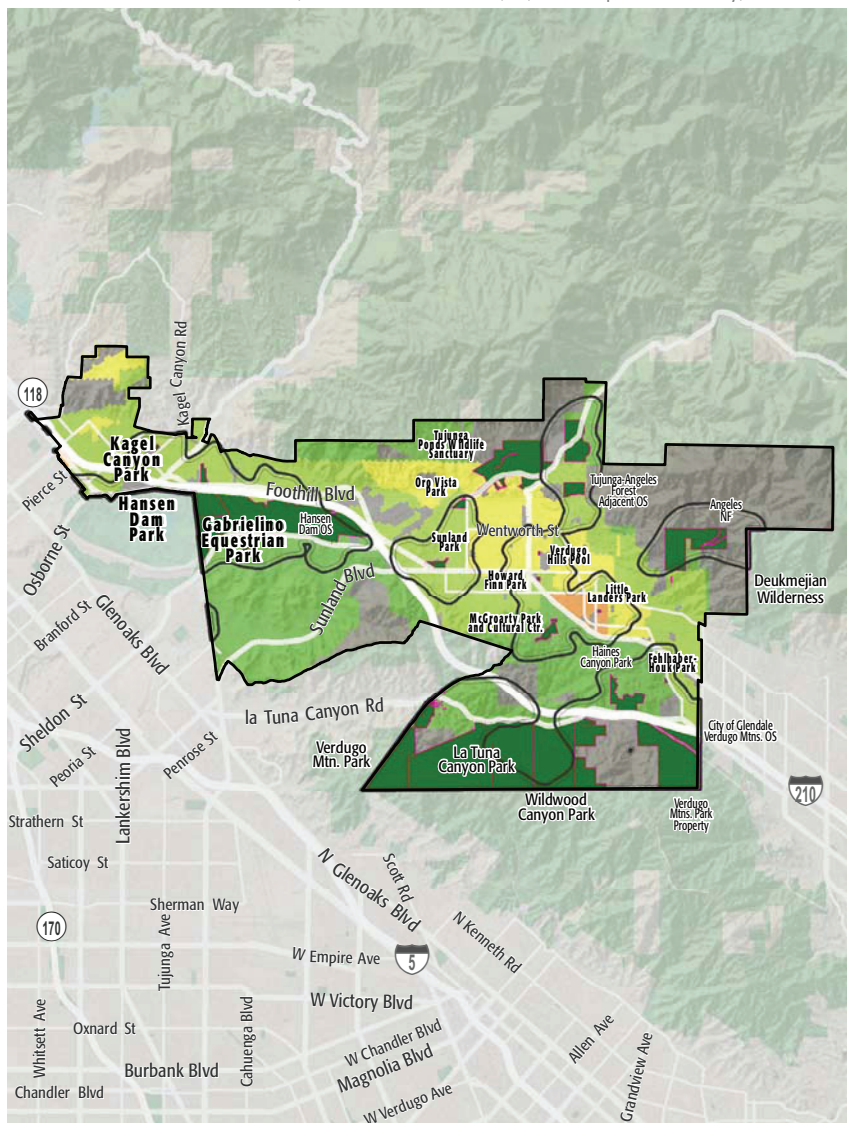 118
Kagel Canyon Rd
Kagel
Canyon
Park
Pierce St
Hansen
Dam
Park
Osborne St
Gabrielino
Equestrian
Park
Foothill Blvd
Hansen
Dam OS
Tujunga
Ponds Wildlife
Sanctuary
Oro Vista
Park
Tujunga-Angeles
Forest
Adjacent OS
Angeles
NF
Wentworth St
Sunland
Park
Verdugo
Hills Pool
Howard
Finn Park
Little
Landers Park
Deukmejian
Wilderness
Sunland Blvd
McGroarty Park
and Cultural Ctr.
Haines
Canyon Park
Fehlhaber-
Houk Park
Branford St
Glenoaks Blvd
la Tuna Canyon Rd
City of Glendale
Verdugo Mtns. OS
Sheldon St
Peoria St
Lankershim Blvd
Penrose St
Verdugo
Mtn. Park
La Tuna
Canyon Park
Wildwood
Canyon Park
Verdugo
Mtns. Park
Property
210
Strathern St
Saticoy St
N Glenoaks Blvd
Scott Rd
Sherman Way
N Kenneth Rd
170
Tujunga Ave
W Empire Ave
5
W Victory Blvd
Whitsett Ave
Oxnard St
Cahuenga Blvd
W Chandler Blvd
Magnolia Blvd
Allen Ave
Grandview Ave
Burbank Blvd
Chandler Blvd
W Verdugo Ave